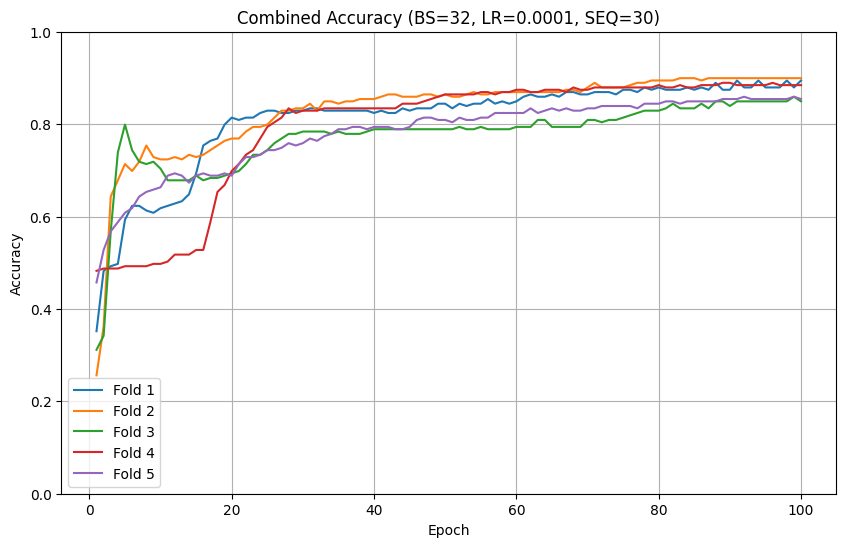 Combined Accuracy (BS=32, LR=0.0001, SEQ=30)
1.0
0.8
0.6
0.4
0.2
0.0
Accuracy
Fold 1
Fold 2
Fold 3
Fold 4
Fold 5
0 20 40 60 80 100
Epoch